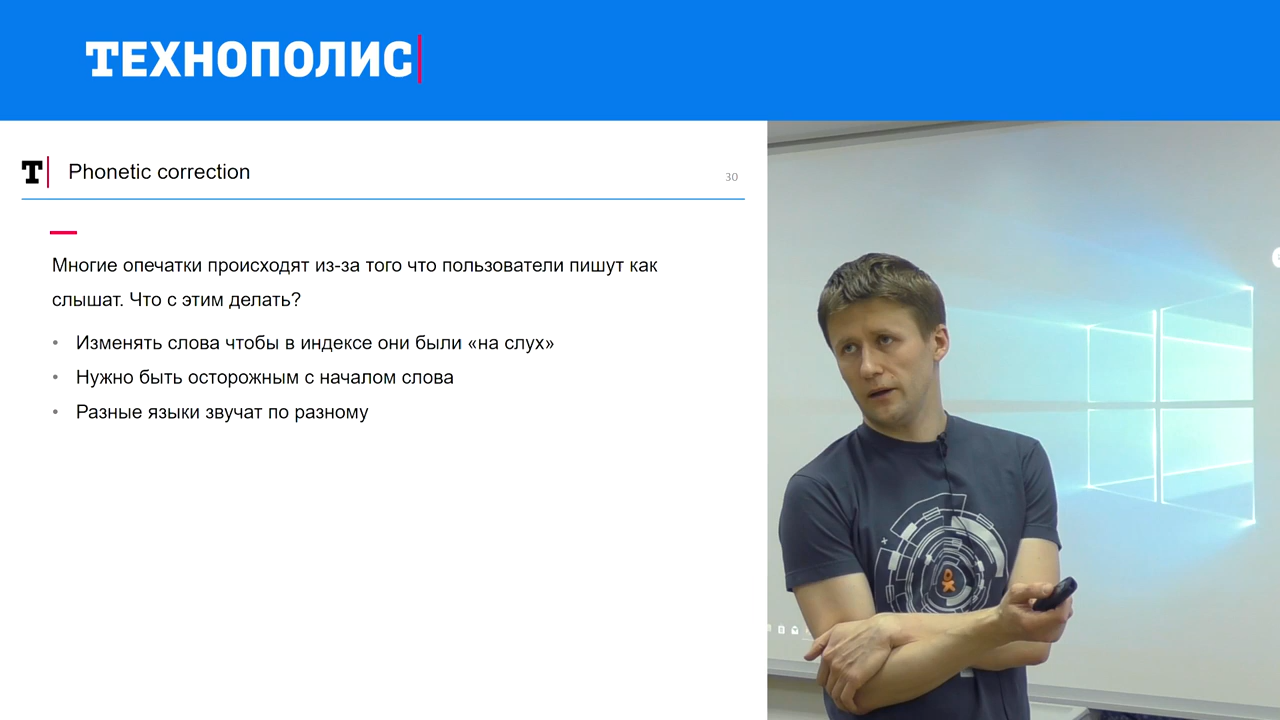 ТЕХНОПОЛИС
Т
Phonetic correction
30
Многие опечатки происходят из-за того что пользователи пишут как
слышат. Что с этим делать?
• Изменять слова чтобы в индексе они были «на слух»
• Нужно быть осторожным с началом слова
• Разные языки звучат по разному